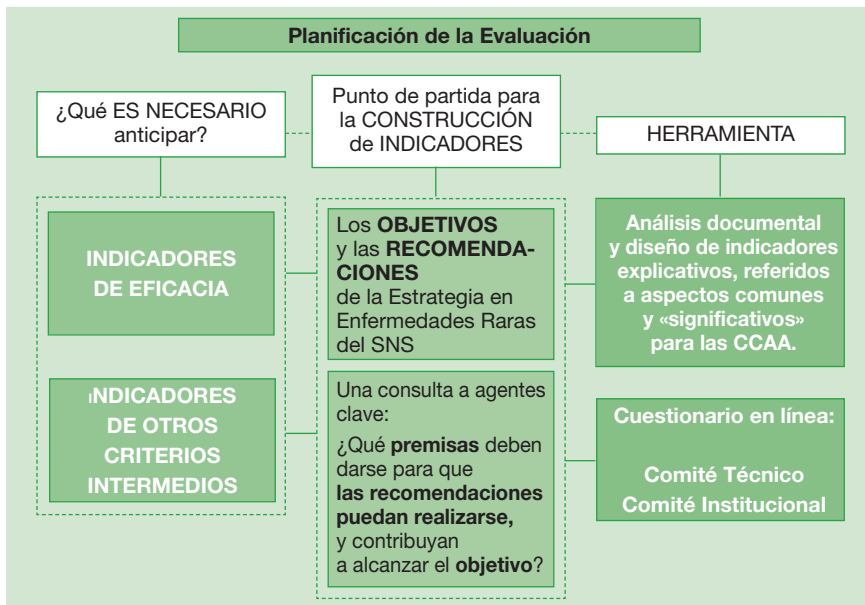 Planificación de la Evaluación
¿Qué ES NECESARIO
anticipar?
Punto de partida para
la CONSTRUCCIÓN
de INDICADORES
HERRAMIENTA
INDICADORES
DE EFICACIA
Los OBJETIVOS
y las RECOMENDA-
CIONES
de la Estrategia en
Enfermedades Raras
del SNS
Análisis documental
y diseño de indicadores
explicativos, referidos
a aspectos comunes
y «significativos»
para las CCAA.
INDICADORES
DE OTROS
CRITERIOS
INTERMEDIOS
Una consulta a agentes
clave:
¿Qué premisas deben
darse para que
las recomendaciones
puedan realizarse,
y contribuyan
a alcanzar el objetivo?
Cuestionario en línea:
Comité Técnico
Comité Institucional